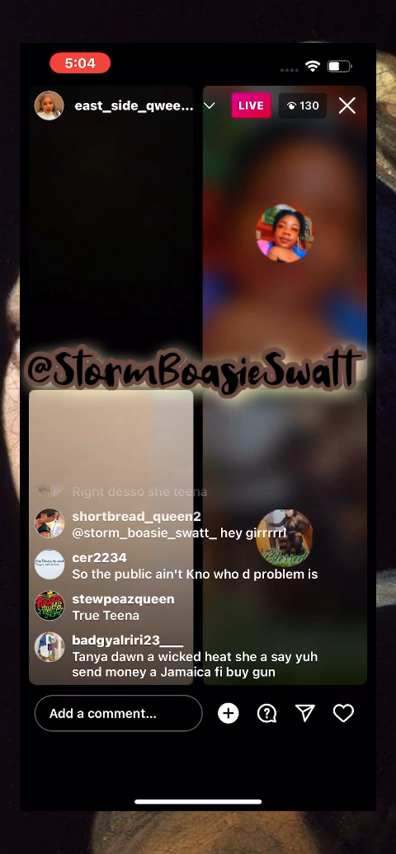 5:04
east_side_qwee...
LIVE
130
@StormBoasieSwatt
Right desso she teena
shortbread_queen2
@storm_boasie_swatt_ hey girrrrrl
cer2234
So the public ain't Kno who d problem is
stewpeazqueen
True Teena
badgyalriri23___
Tanya dawn a wicked heat she a say yuh
send money a Jamaica fi buy gun
Add a comment...